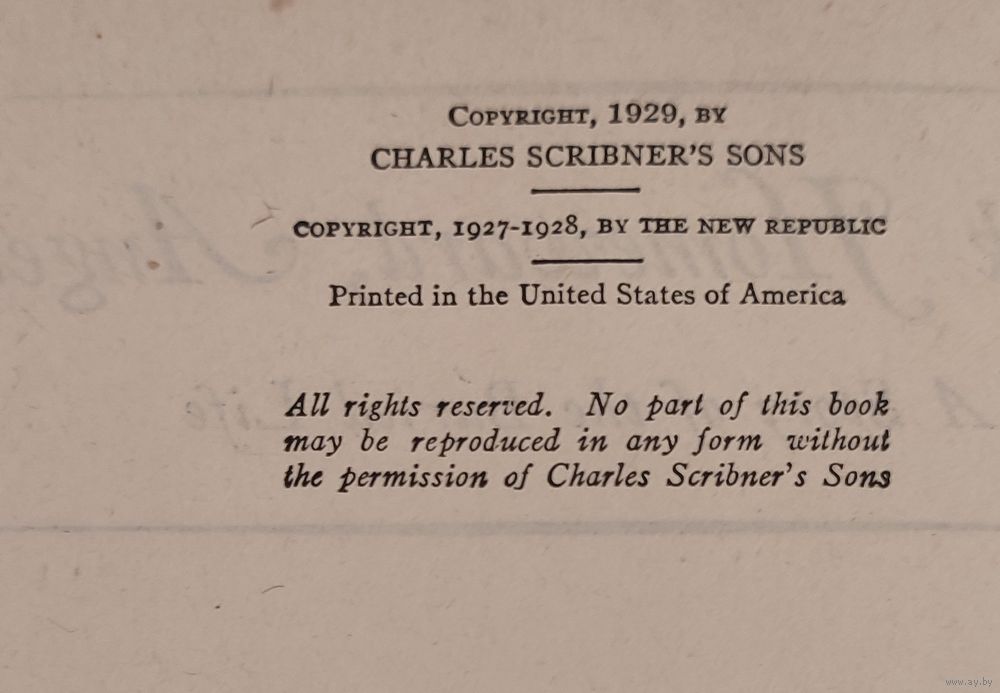 COPYRIGHT, 1929, BY
CHARLES SCRIBNER'S SONS
COPYRIGHT, 1927-1928, BY THE NEW REPUBLIC
Printed in the United States of America
All rights reserved. No part of this book
may be reproduced in any form without
the permission of Charles Scribner's Sons
www.ay.by